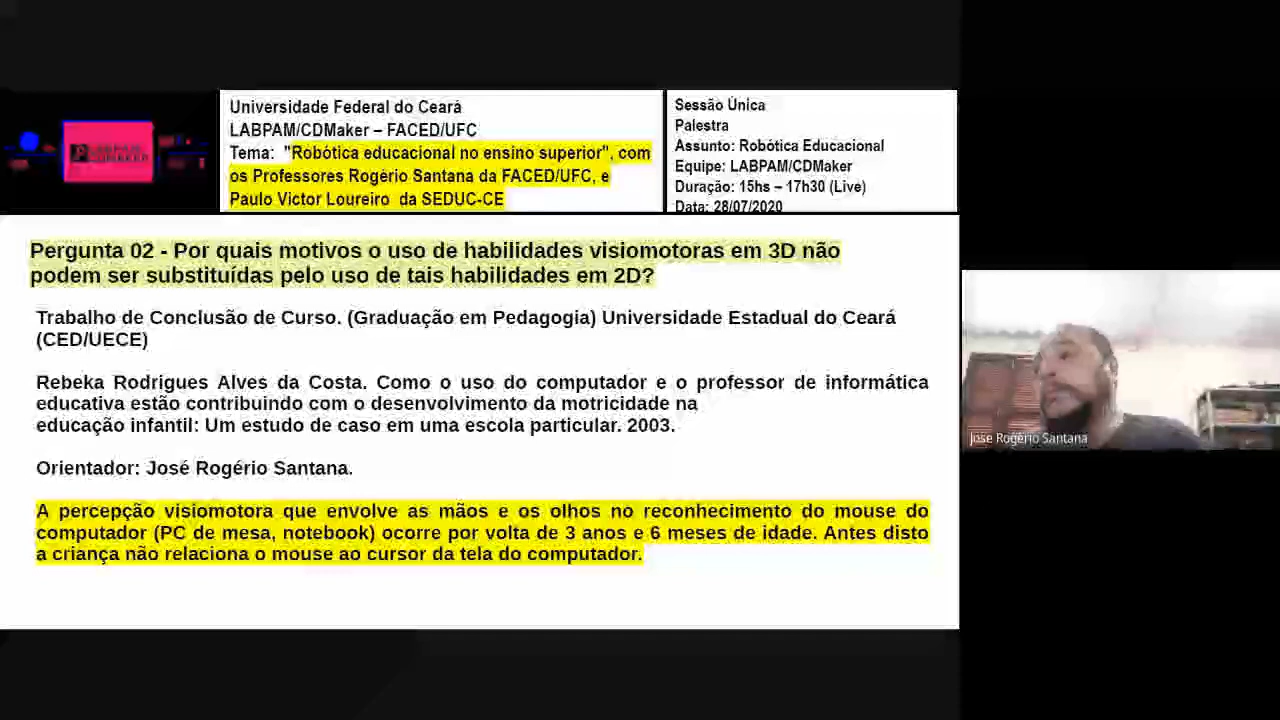 Universidade Federal do Ceará
LABPAM/CDMaker – FACED/UFC
Tema: "Robótica educacional no ensino superior", com
os Professores Rogério Santana da FACED/UFC, e
Paulo Victor Loureiro da SEDUC-CE
Sessão Única
Palestra
Assunto: Robótica Educacional
Equipe: LABPAM/CDMaker
Duração: 15hs – 17h30 (Live)
Data: 28/07/2020
Pergunta 02 - Por quais motivos o uso de habilidades visiomotoras em 3D não
podem ser substituídas pelo uso de tais habilidades em 2D?
Trabalho de Conclusão de Curso. (Graduação em Pedagogia) Universidade Estadual do Ceará
(CED/UECE)
Rebeka Rodrigues Alves da Costa. Como o uso do computador e o professor de informática
educativa estão contribuindo com o desenvolvimento da motricidade na
educação infantil: Um estudo de caso em uma escola particular. 2003.
Orientador: José Rogério Santana.
A percepção visiomotora que envolve as mãos e os olhos no reconhecimento do mouse do
computador (PC de mesa, notebook) ocorre por volta de 3 anos e 6 meses de idade. Antes disto
a criança não relaciona o mouse ao cursor da tela do computador.
Jose Rogério Santana